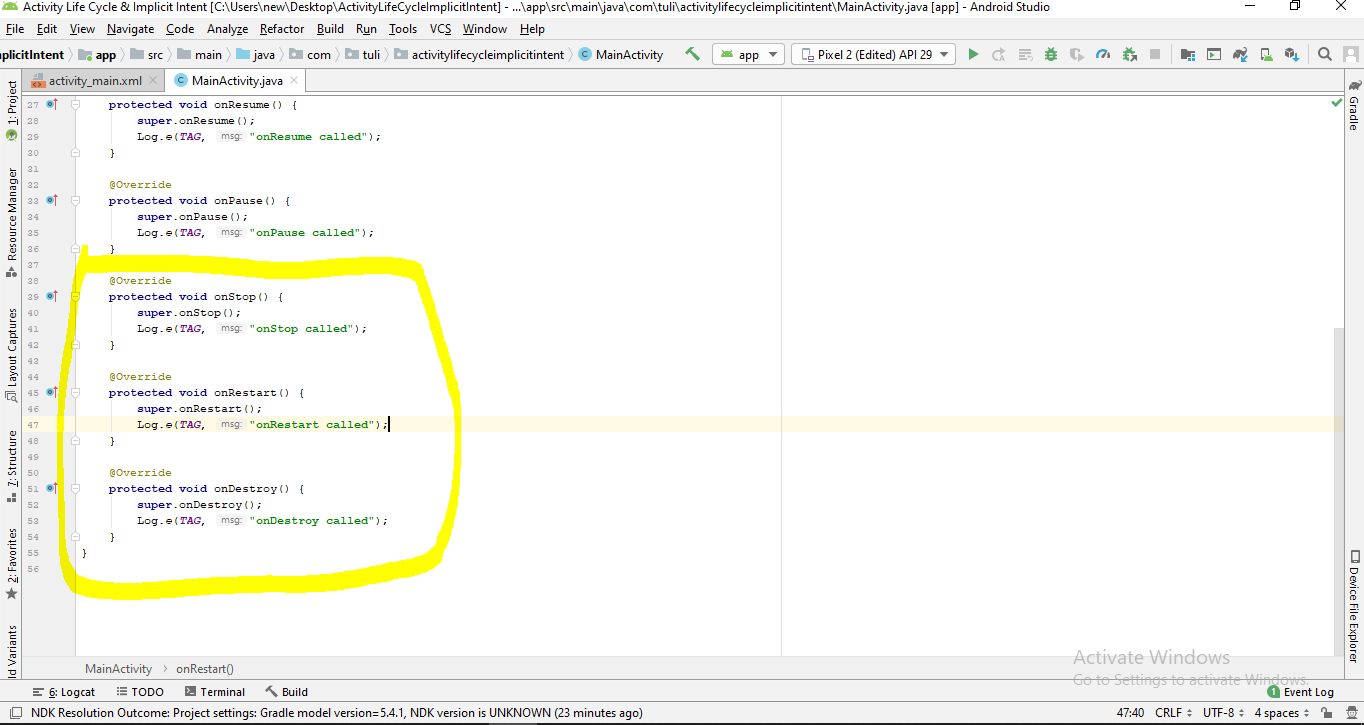 Activity Life Cycle & Implicit Intent [C:\Users\new\Desktop\ActivityLifeCycleImplicitIntent] - ...\app\src\main\java\com\tuli\activitylifecycleimplicitintent\MainActivity.java [app] - Android Studio
File Edit View Navigate Code Analyze Refactor Build Run Tools VCS Window Help
plicitIntent app src main java com tuli activitylifecycleimplicitintent MainActivity app Pixel 2 (Edited) API 29
activity_main.xml MainActivity.java
1: Project
Resource Manager
Layout Captures
7: Structure
2: Favorites
ld Variants
27 protected void onResume() {
28 super.onResume();
29 Log.e(TAG, msg: "onResume called");
30 }
31
32 @Override
33 protected void onPause() {
34 super.onPause();
35 Log.e(TAG, msg: "onPause called");
36 }
37
38 @Override
39 protected void onStop() {
40 super.onStop();
41 Log.e(TAG, msg: "onStop called");
42 }
43
44 @Override
45 protected void onRestart() {
46 super.onRestart();
47 Log.e(TAG, msg: "onRestart called");
48 }
49
50 @Override
51 protected void onDestroy() {
52 super.onDestroy();
53 Log.e(TAG, msg: "onDestroy called");
54 }
55 }
56
Gradle
Device File Explorer
Activate Windows
Go to Settings to activate Windows.
MainActivity onRestart()
6: Logcat TODO Terminal Build 1 Event Log
NDK Resolution Outcome: Project settings: Gradle model version=5.4.1, NDK version is UNKNOWN (23 minutes ago) 47:40 CRLF UTF-8 4 spaces